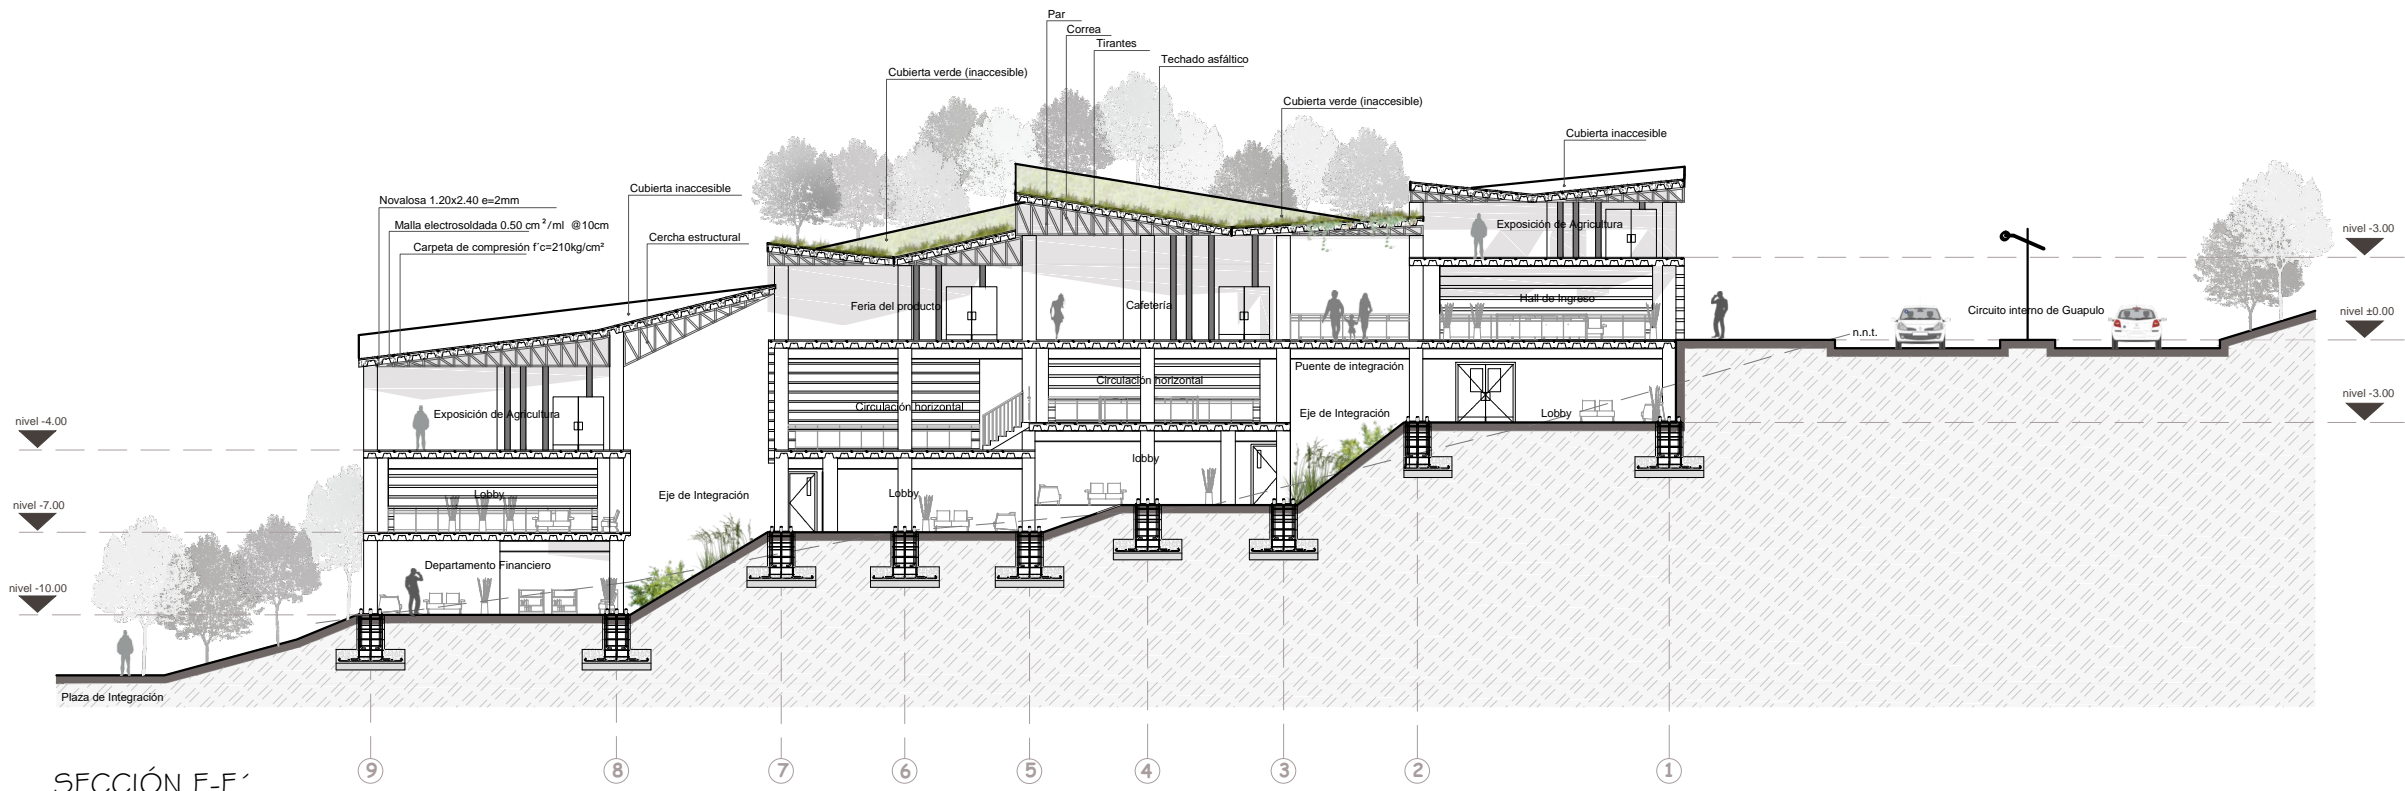 Par
Correa
Tirantes
Techado asfáltico
Cubierta verde (inaccesible)
Cubierta verde (inaccesible)
Cubierta inaccesible
Cubierta inaccesible
Novalosa 1.20x2.40 e=2mm
Malla electrosoldada 0.50 cm²/ml @10cm
Cercha estructural
Carpeta de compresión f´c=210kg/cm²
Exposición de Agricultura
nivel -3.00
Feria del producto
Cafetería
Hall de Ingreso
Circuito interno de Guapulo
nivel ±0.00
n.n.t.
Puente de integración
Circulación horizontal
nivel -3.00
Circulación horizontal
Exposición de Agricultura
Eje de Integración
Lobby
nivel -4.00
lobby
Lobby
Eje de Integración
Lobby
nivel -7.00
Departamento Financiero
nivel -10.00
Plaza de Integración
9 8 7 6 5 4 3 2 1